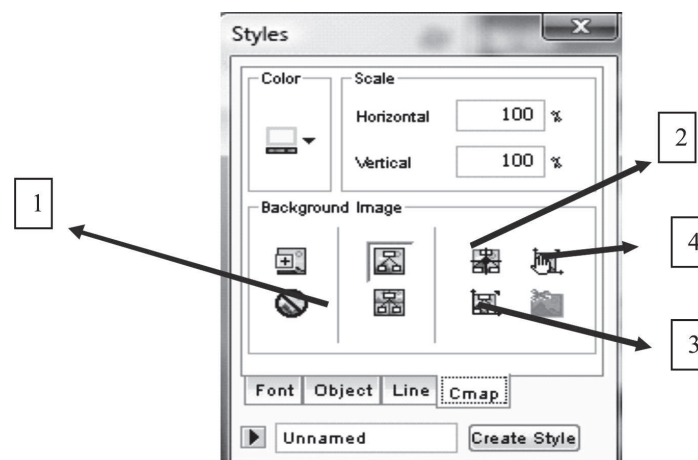 Styles
Color
Scale
Horizontal 100 %
Vertical 100 %
2
1
Background Image
4
3
Font Object Line Cmap
Unnamed Create Style